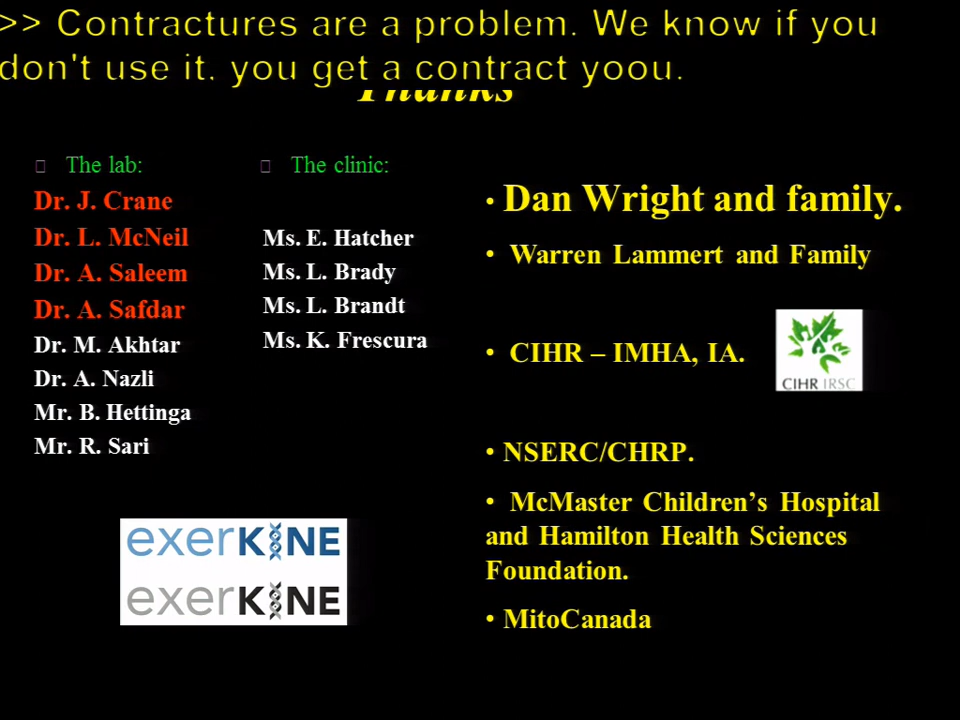 >> Contractures are a problem. We know if you
don't use it. you get a contract yoou.
Thanks
The lab:
Dr. J. Crane
Dr. L. McNeil
Dr. A. Saleem
Dr. A. Safdar
Dr. M. Akhtar
Dr. A. Nazli
Mr. B. Hettinga
Mr. R. Sari
The clinic:
Ms. E. Hatcher
Ms. L. Brady
Ms. L. Brandt
Ms. K. Frescura
• Dan Wright and family.
• Warren Lammert and Family
• CIHR – IMHA, IA.
CIHR IRSC
• NSERC/CHRP.
• McMaster Children’s Hospital
and Hamilton Health Sciences
Foundation.
• MitoCanada
exerKINE
exerKINE